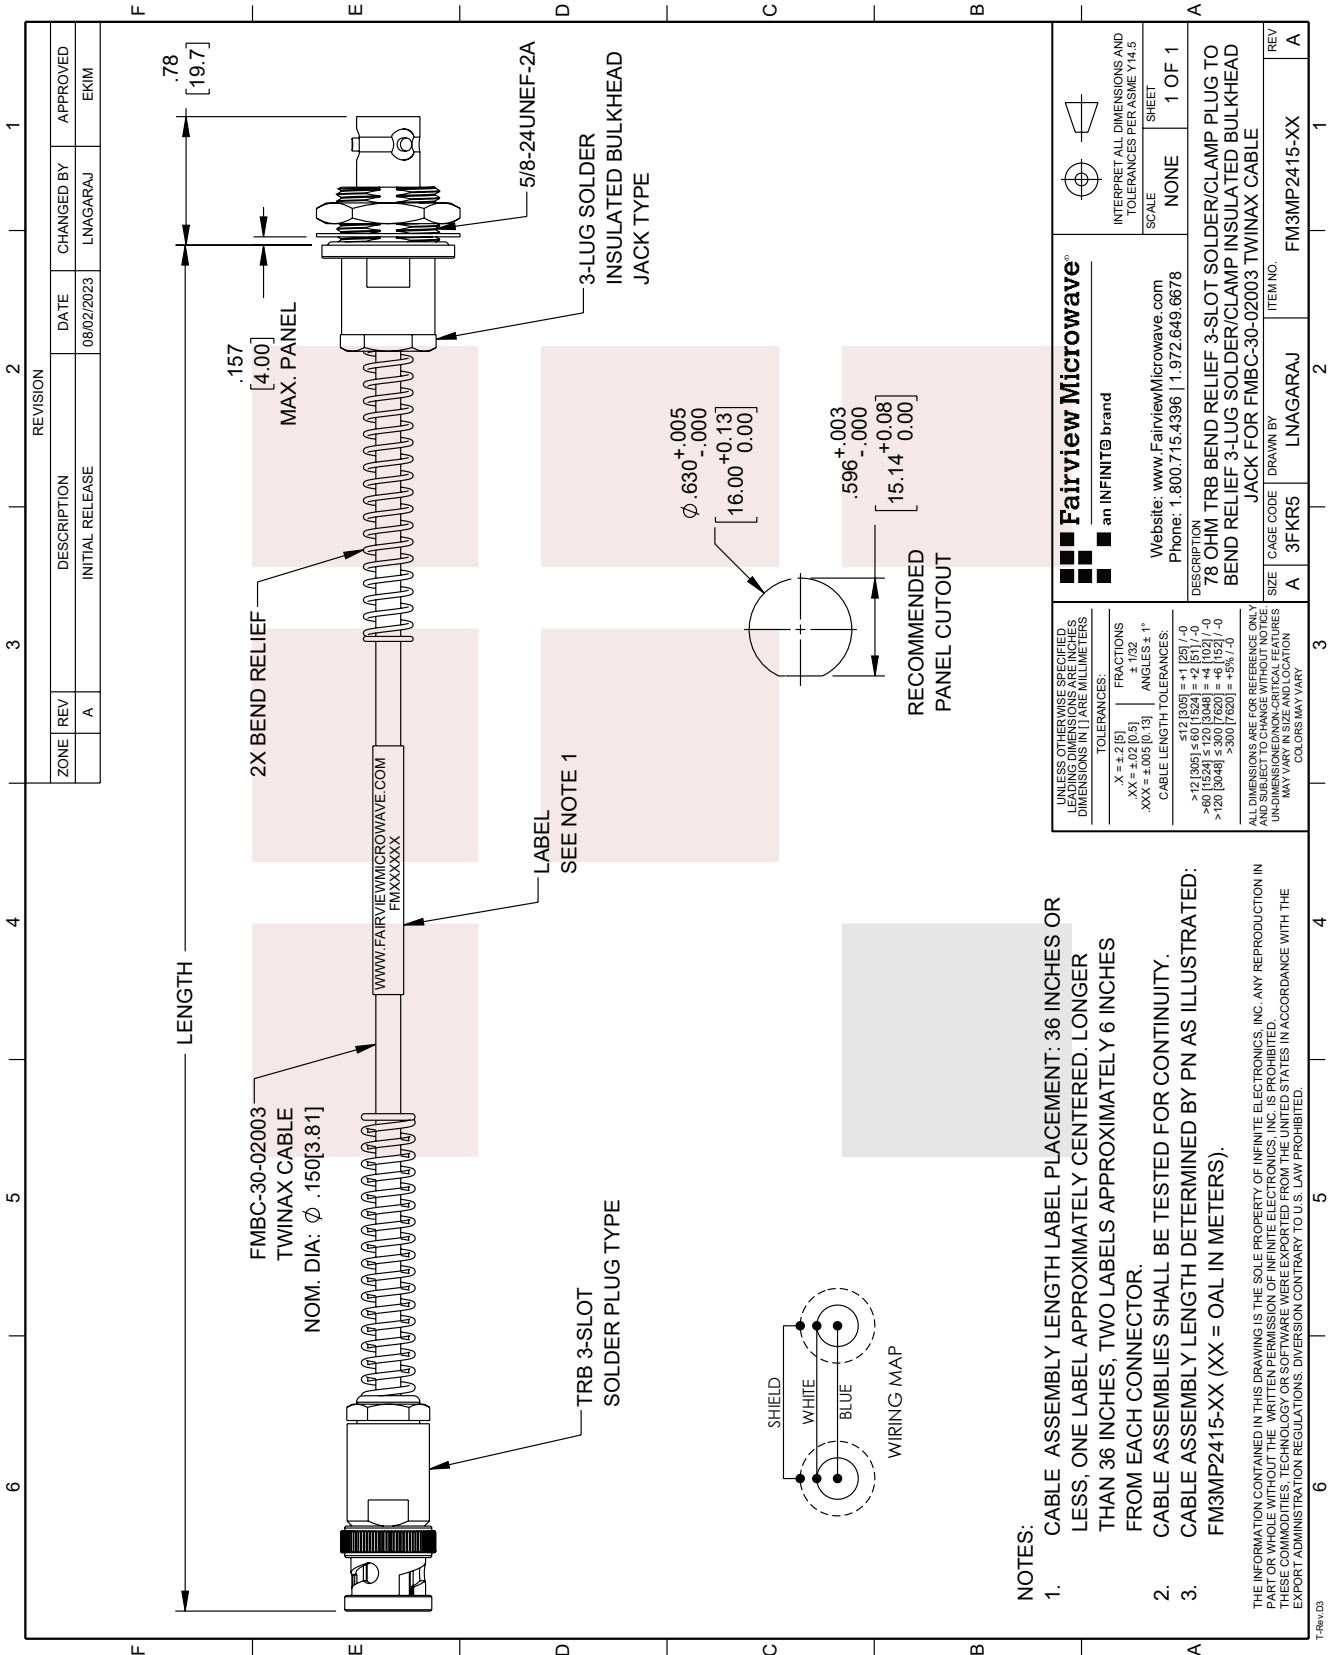 REVISION
ZONE REV DESCRIPTION DATE CHANGED BY APPROVED
A INITIAL RELEASE 08/02/2023 LNAGARAJ EKIM
6 5 4 3 2 1
F
E
D
C
B
A
LENGTH
.78
[19.7]
.157
[4.00]
MAX. PANEL
5/8-24UNEF-2A
3-LUG SOLDER
INSULATED BULKHEAD
JACK TYPE
2X BEND RELIEF
FMBC-30-02003
TWINAX CABLE
NOM. DIA: Ø .150[3.81]
WWW.FAIRVIEWMICROWAVE.COM
FMXXXXXX
LABEL
SEE NOTE 1
TRB 3-SLOT
SOLDER PLUG TYPE
SHIELD
WHITE
BLUE
WIRING MAP
Ø.630 +.005 -.000
[16.00 +0.13 0.00]
.596 +.003 -.000
[15.14 +0.08 0.00]
RECOMMENDED
PANEL CUTOUT
NOTES:
1. CABLE ASSEMBLY LENGTH LABEL PLACEMENT: 36 INCHES OR
LESS, ONE LABEL APPROXIMATELY CENTERED. LONGER
THAN 36 INCHES, TWO LABELS APPROXIMATELY 6 INCHES
FROM EACH CONNECTOR.
2. CABLE ASSEMBLIES SHALL BE TESTED FOR CONTINUITY.
3. CABLE ASSEMBLY LENGTH DETERMINED BY PN AS ILLUSTRATED:
FM3MP2415-XX (XX = OAL IN METERS).
THE INFORMATION CONTAINED IN THIS DRAWING IS THE SOLE PROPERTY OF INFINITE ELECTRONICS, INC. ANY REPRODUCTION IN
PART OR WHOLE WITHOUT THE WRITTEN PERMISSION OF INFINITE ELECTRONICS, INC. IS PROHIBITED.
THESE COMMODITIES, TECHNOLOGY OR SOFTWARE WERE EXPORTED FROM THE UNITED STATES IN ACCORDANCE WITH THE
EXPORT ADMINISTRATION REGULATIONS. DIVERSION CONTRARY TO U.S. LAW PROHIBITED.
UNLESS OTHERWISE SPECIFIED
LEADING DIMENSIONS ARE INCHES
DIMENSIONS IN [ ] ARE MILLIMETERS
TOLERANCES:
.X = ±.2 [5] FRACTIONS
.XX = ±.02 [0.5] ± 1/32
.XXX = ±.005 [0.13] ANGLES ± 1°
CABLE LENGTH TOLERANCES:
≤12 [305] = +1 [25] / -0
>12 [305] ≤ 60 [1524] = +2 [51] / -0
>60 [1524] ≤ 120 [3048] = +4 [102] / -0
>120 [3048] ≤ 300 [7620] = +6 [152] / -0
>300 [7620] = +5% / -0
ALL DIMENSIONS ARE FOR REFERENCE ONLY
AND SUBJECT TO CHANGE WITHOUT NOTICE.
UN-DIMENSIONED/NON-CRITICAL FEATURES
MAY VARY IN SIZE AND LOCATION
COLORS MAY VARY
Fairview Microwave®
an INFINIT@ brand
Website: www.FairviewMicrowave.com
Phone: 1.800.715.4396 | 1.972.649.6678
INTERPRET ALL DIMENSIONS AND
TOLERANCES PER ASME Y14.5
SCALE NONE
SHEET 1 OF 1
DESCRIPTION
78 OHM TRB BEND RELIEF 3-SLOT SOLDER/CLAMP PLUG TO
BEND RELIEF 3-LUG SOLDER/CLAMP INSULATED BULKHEAD
JACK FOR FMBC-30-02003 TWINAX CABLE
SIZE A
CAGE CODE 3FKR5
DRAWN BY LNAGARAJ
ITEM NO. FM3MP2415-XX
REV A
6 5 4 3 2 1
F
E
D
C
B
A
T-Rev.D3